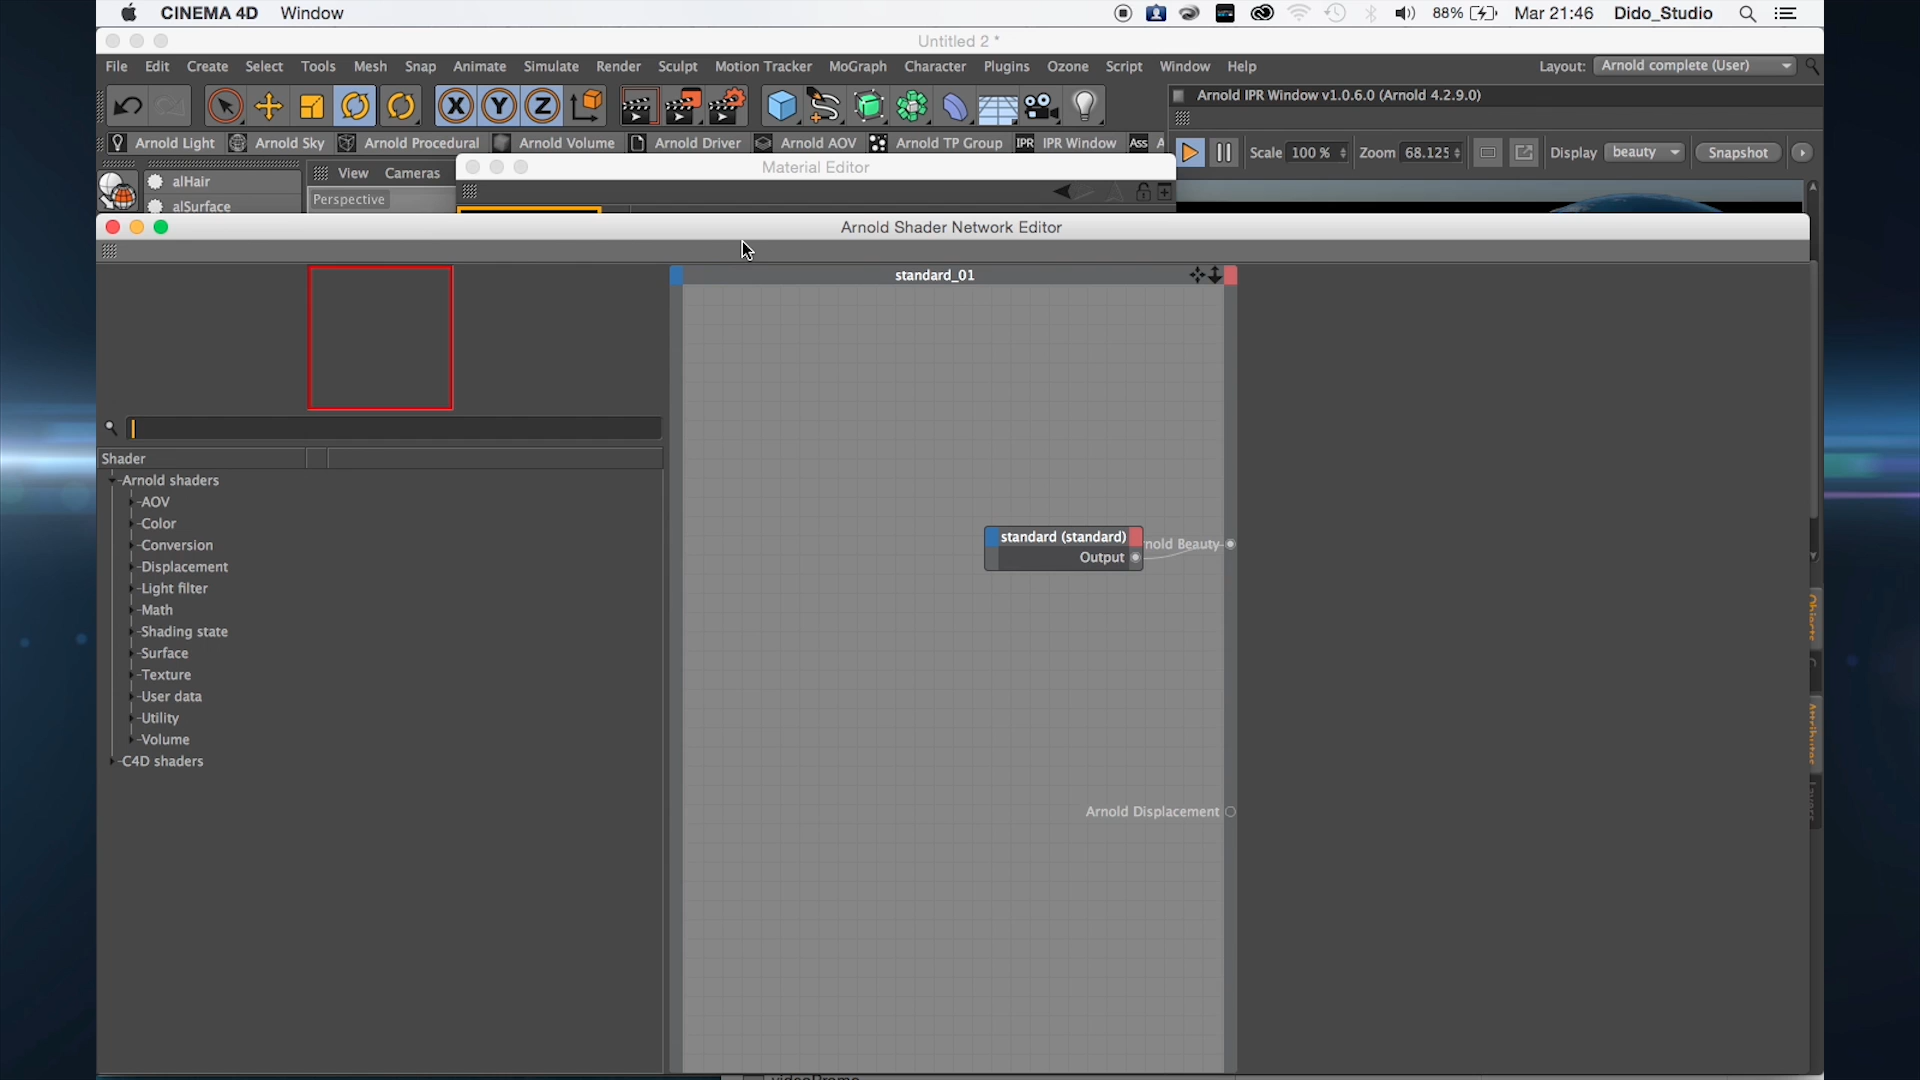 CINEMA 4D Window 88% Mar 21:46 Dido_Studio
Untitled 2 *
File Edit Create Select Tools Mesh Snap Animate Simulate Render Sculpt Motion Tracker MoGraph Character Plugins Ozone Script Window Help Layout: Arnold complete (User)
Arnold IPR Window v1.0.6.0 (Arnold 4.2.9.0)
X Y Z
Arnold Light Arnold Sky Arnold Procedural Arnold Volume Arnold Driver Arnold AOV Arnold TP Group IPR IPR Window Ass A
Scale 100 % Zoom 68.125 Display beauty Snapshot
alHair View Cameras Material Editor
alSurface Perspective
Arnold Shader Network Editor
standard_01
Shader
Arnold shaders
AOV
Color
Conversion
Displacement
Light filter
Math
Shading state
Surface
Texture
User data
Utility
Volume
C4D shaders
standard (standard)
Output
nold Beauty
Arnold Displacement
Objects
Attributes
Layers